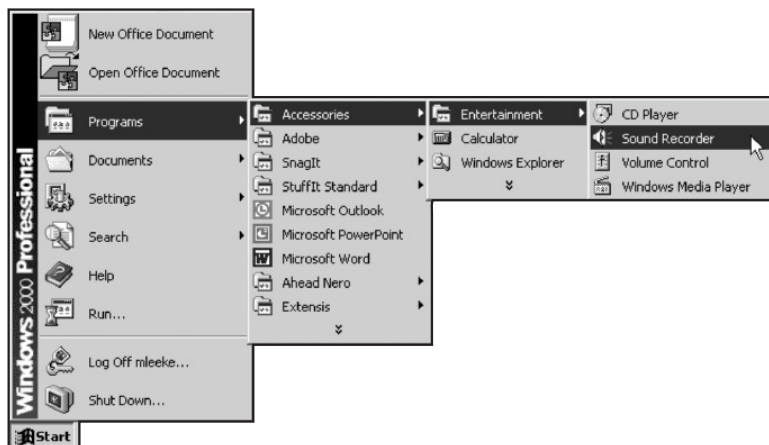 New Office Document
Open Office Document
Programs
Documents
Settings
Search
Help
Run...
Log Off mleeke...
Shut Down...
Windows 2000 Professional
Start
Accessories
Adobe
SnagIt
StuffIt Standard
Microsoft Outlook
Microsoft PowerPoint
Microsoft Word
Ahead Nero
Extensis
Entertainment
Calculator
Windows Explorer
CD Player
Sound Recorder
Volume Control
Windows Media Player